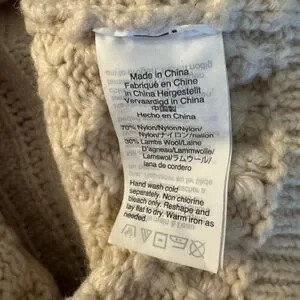 Made in China
Fabriqué en Chine
in China Hergestellt
Vervaardigd in China
中国製
Hecho en China
70% Nylon/Nylon/Nylon/
Nylon/ナイロン/nailon
30% Lambs Wool/Laine
D'agneau/Lammwolle/
Lamswol/ラムウール/
lana de cordero
Hand wash cold
separately. Non chlorine
bleach only. Reshape and
lay flat to dry. Warm iron as
needed.